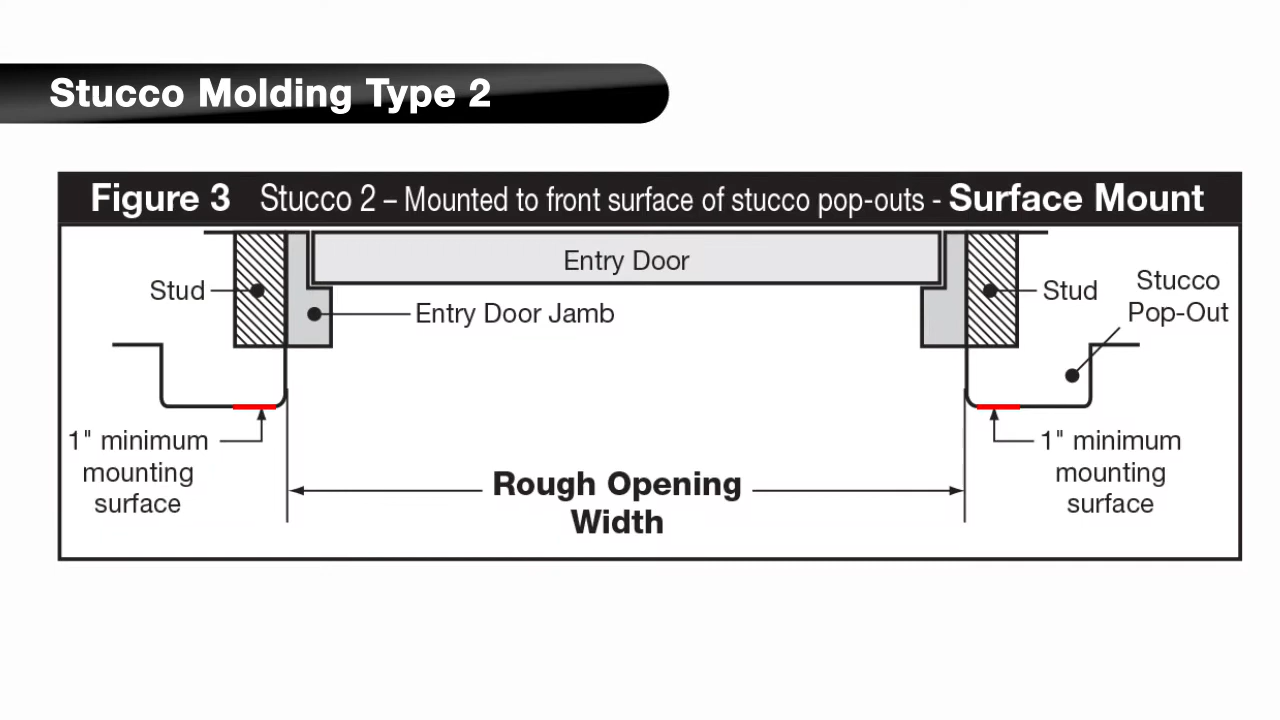 Stucco Molding Type 2
Figure 3 Stucco 2 – Mounted to front surface of stucco pop-outs - Surface Mount
Entry Door
Stud
Entry Door Jamb
Stud
Stucco
Pop-Out
1" minimum
mounting
surface
Rough Opening
Width
1" minimum
mounting
surface